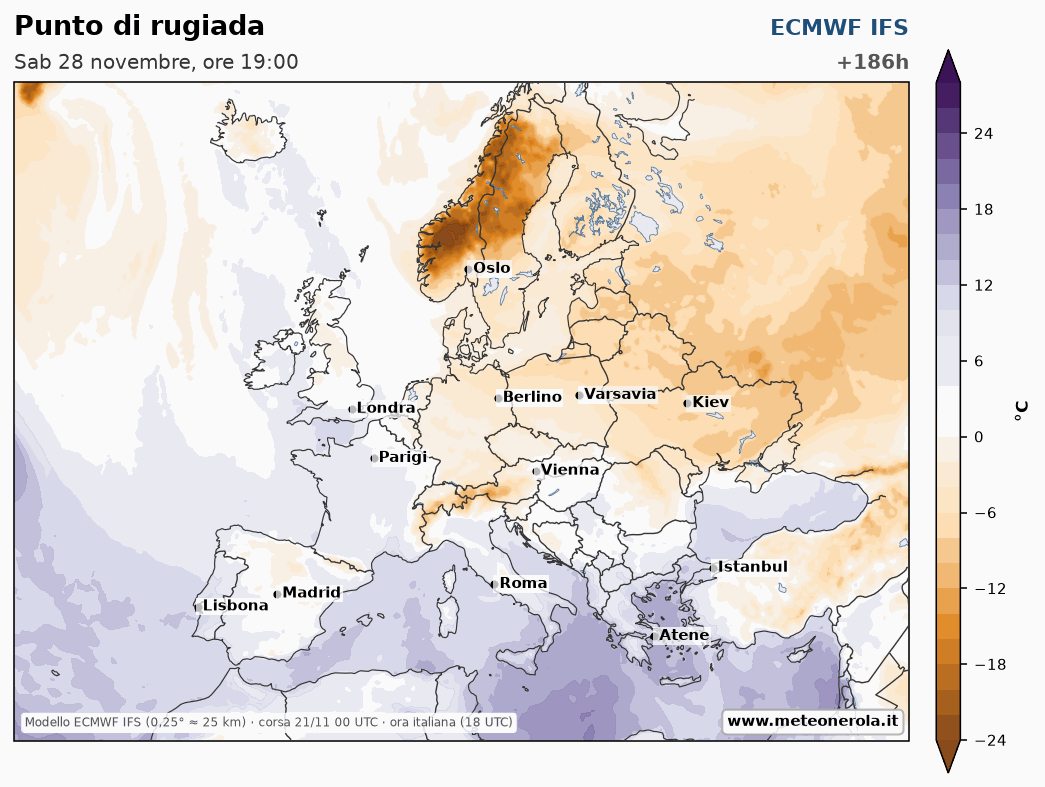 Punto di rugiada
ECMWF IFS
Sab 28 novembre, ore 19:00
+186h
Oslo
Londra
Berlino
Varsavia
Kiev
Parigi
Vienna
Istanbul
Roma
Madrid
Lisbona
Atene
24
18
12
6
0
−6
−12
−18
−24
°C
Modello ECMWF IFS (0,25° ≈ 25 km) · corsa 21/11 00 UTC · ora italiana (18 UTC)
www.meteonerola.it